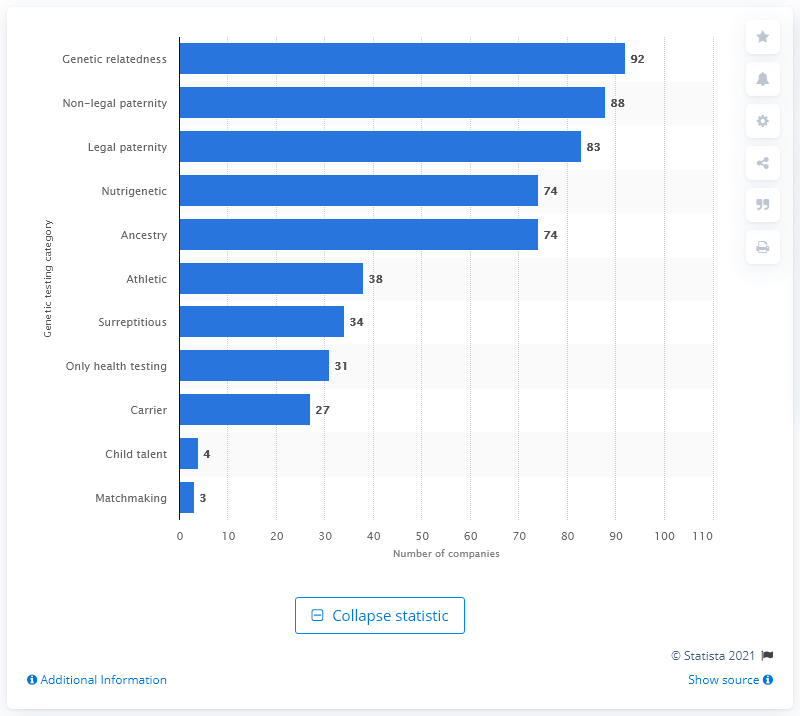 Genetic relatedness 92
Non-legal paternity 88
Legal paternity 83
Nutrigenetic 74
Ancestry 74
Athletic 38
Surreptitious 34
Only health testing 31
Carrier 27
Child talent 4
Matchmaking 3
Genetic testing category
0 10 20 30 40 50 60 70 80 90 100 110
Number of companies
Collapse statistic
© Statista 2021
Additional Information
Show source